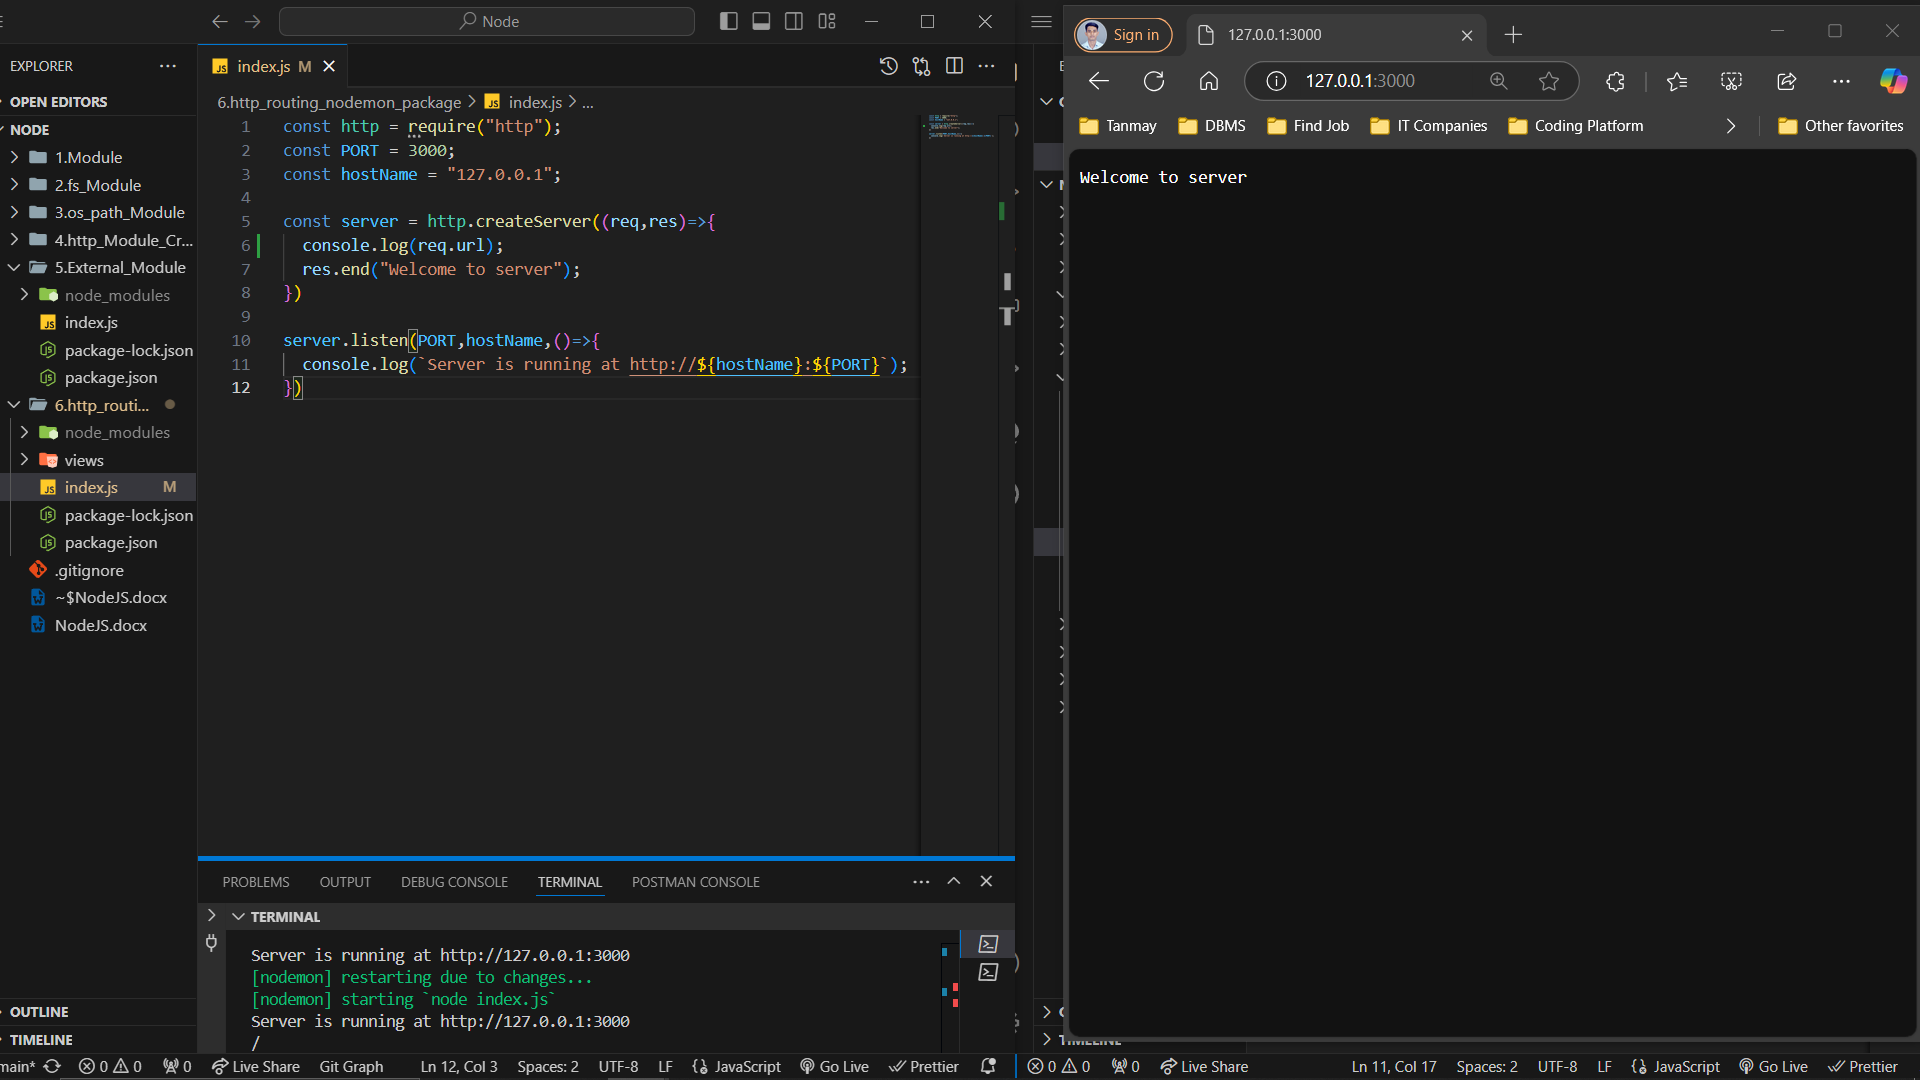 Node
EXPLORER
OPEN EDITORS
NODE
1.Module
2.fs_Module
3.os_path_Module
4.http_Module_Cr...
5.External_Module
node_modules
index.js
package-lock.json
package.json
6.http_routi...
node_modules
views
index.js M
package-lock.json
package.json
.gitignore
~$NodeJS.docx
NodeJS.docx
OUTLINE
TIMELINE
index.js M
6.http_routing_nodemon_package > index.js > ...
1 const http = require("http");
2 const PORT = 3000;
3 const hostName = "127.0.0.1";
4
5 const server = http.createServer((req,res)=>{
6 console.log(req.url);
7 res.end("Welcome to server");
8 })
9
10 server.listen(PORT,hostName,()=>{
11 console.log(`Server is running at http://${hostName}:${PORT}`);
12 })
PROBLEMS OUTPUT DEBUG CONSOLE TERMINAL POSTMAN CONSOLE
TERMINAL
Server is running at http://127.0.0.1:3000
[nodemon] restarting due to changes...
[nodemon] starting `node index.js`
Server is running at http://127.0.0.1:3000
/
main* 0 0 0 Live Share Git Graph Ln 12, Col 3 Spaces: 2 UTF-8 LF JavaScript Go Live Prettier
Sign in 127.0.0.1:3000
127.0.0.1:3000
Tanmay DBMS Find Job IT Companies Coding Platform Other favorites
Welcome to server
0 0 0 Live Share Ln 11, Col 17 Spaces: 2 UTF-8 LF JavaScript Go Live Prettier